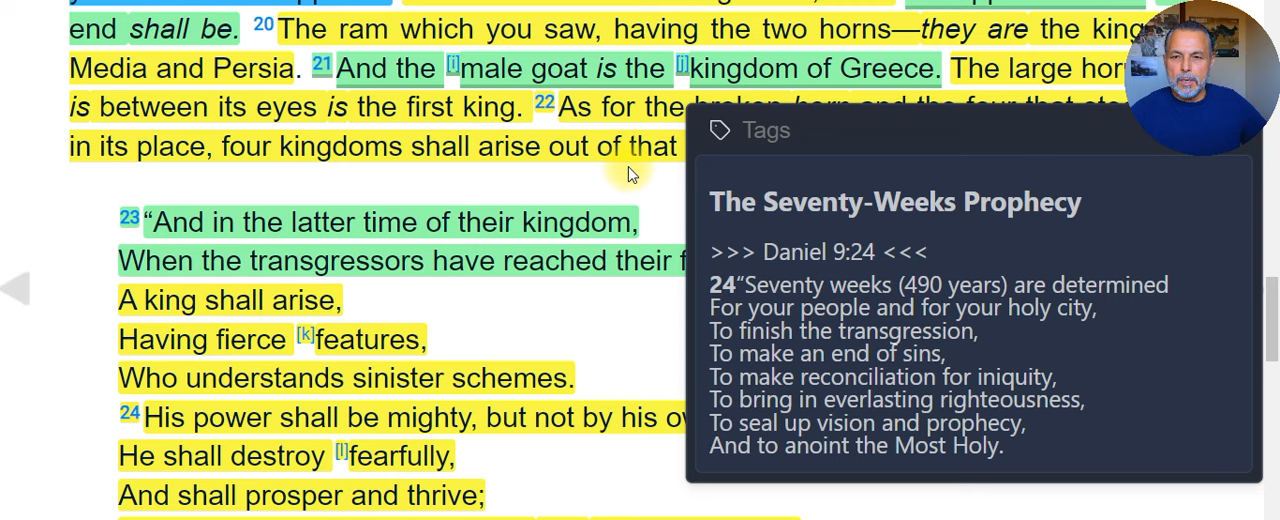 end shall be. 20 The ram which you saw, having the two horns—they are the king
Media and Persia. 21 And the [i]male goat is the [j]kingdom of Greece. The large hor
is between its eyes is the first king. 22 As for the broken horn and the four that
in its place, four kingdoms shall arise out of that
23 “And in the latter time of their kingdom,
When the transgressors have reached their f
A king shall arise,
Having fierce [k]features,
Who understands sinister schemes.
24 His power shall be mighty, but not by his ow
He shall destroy [l]fearfully,
And shall prosper and thrive;
Tags
The Seventy-Weeks Prophecy
>>> Daniel 9:24 <<<
24“Seventy weeks (490 years) are determined
For your people and for your holy city,
To finish the transgression,
To make an end of sins,
To make reconciliation for iniquity,
To bring in everlasting righteousness,
To seal up vision and prophecy,
And to anoint the Most Holy.